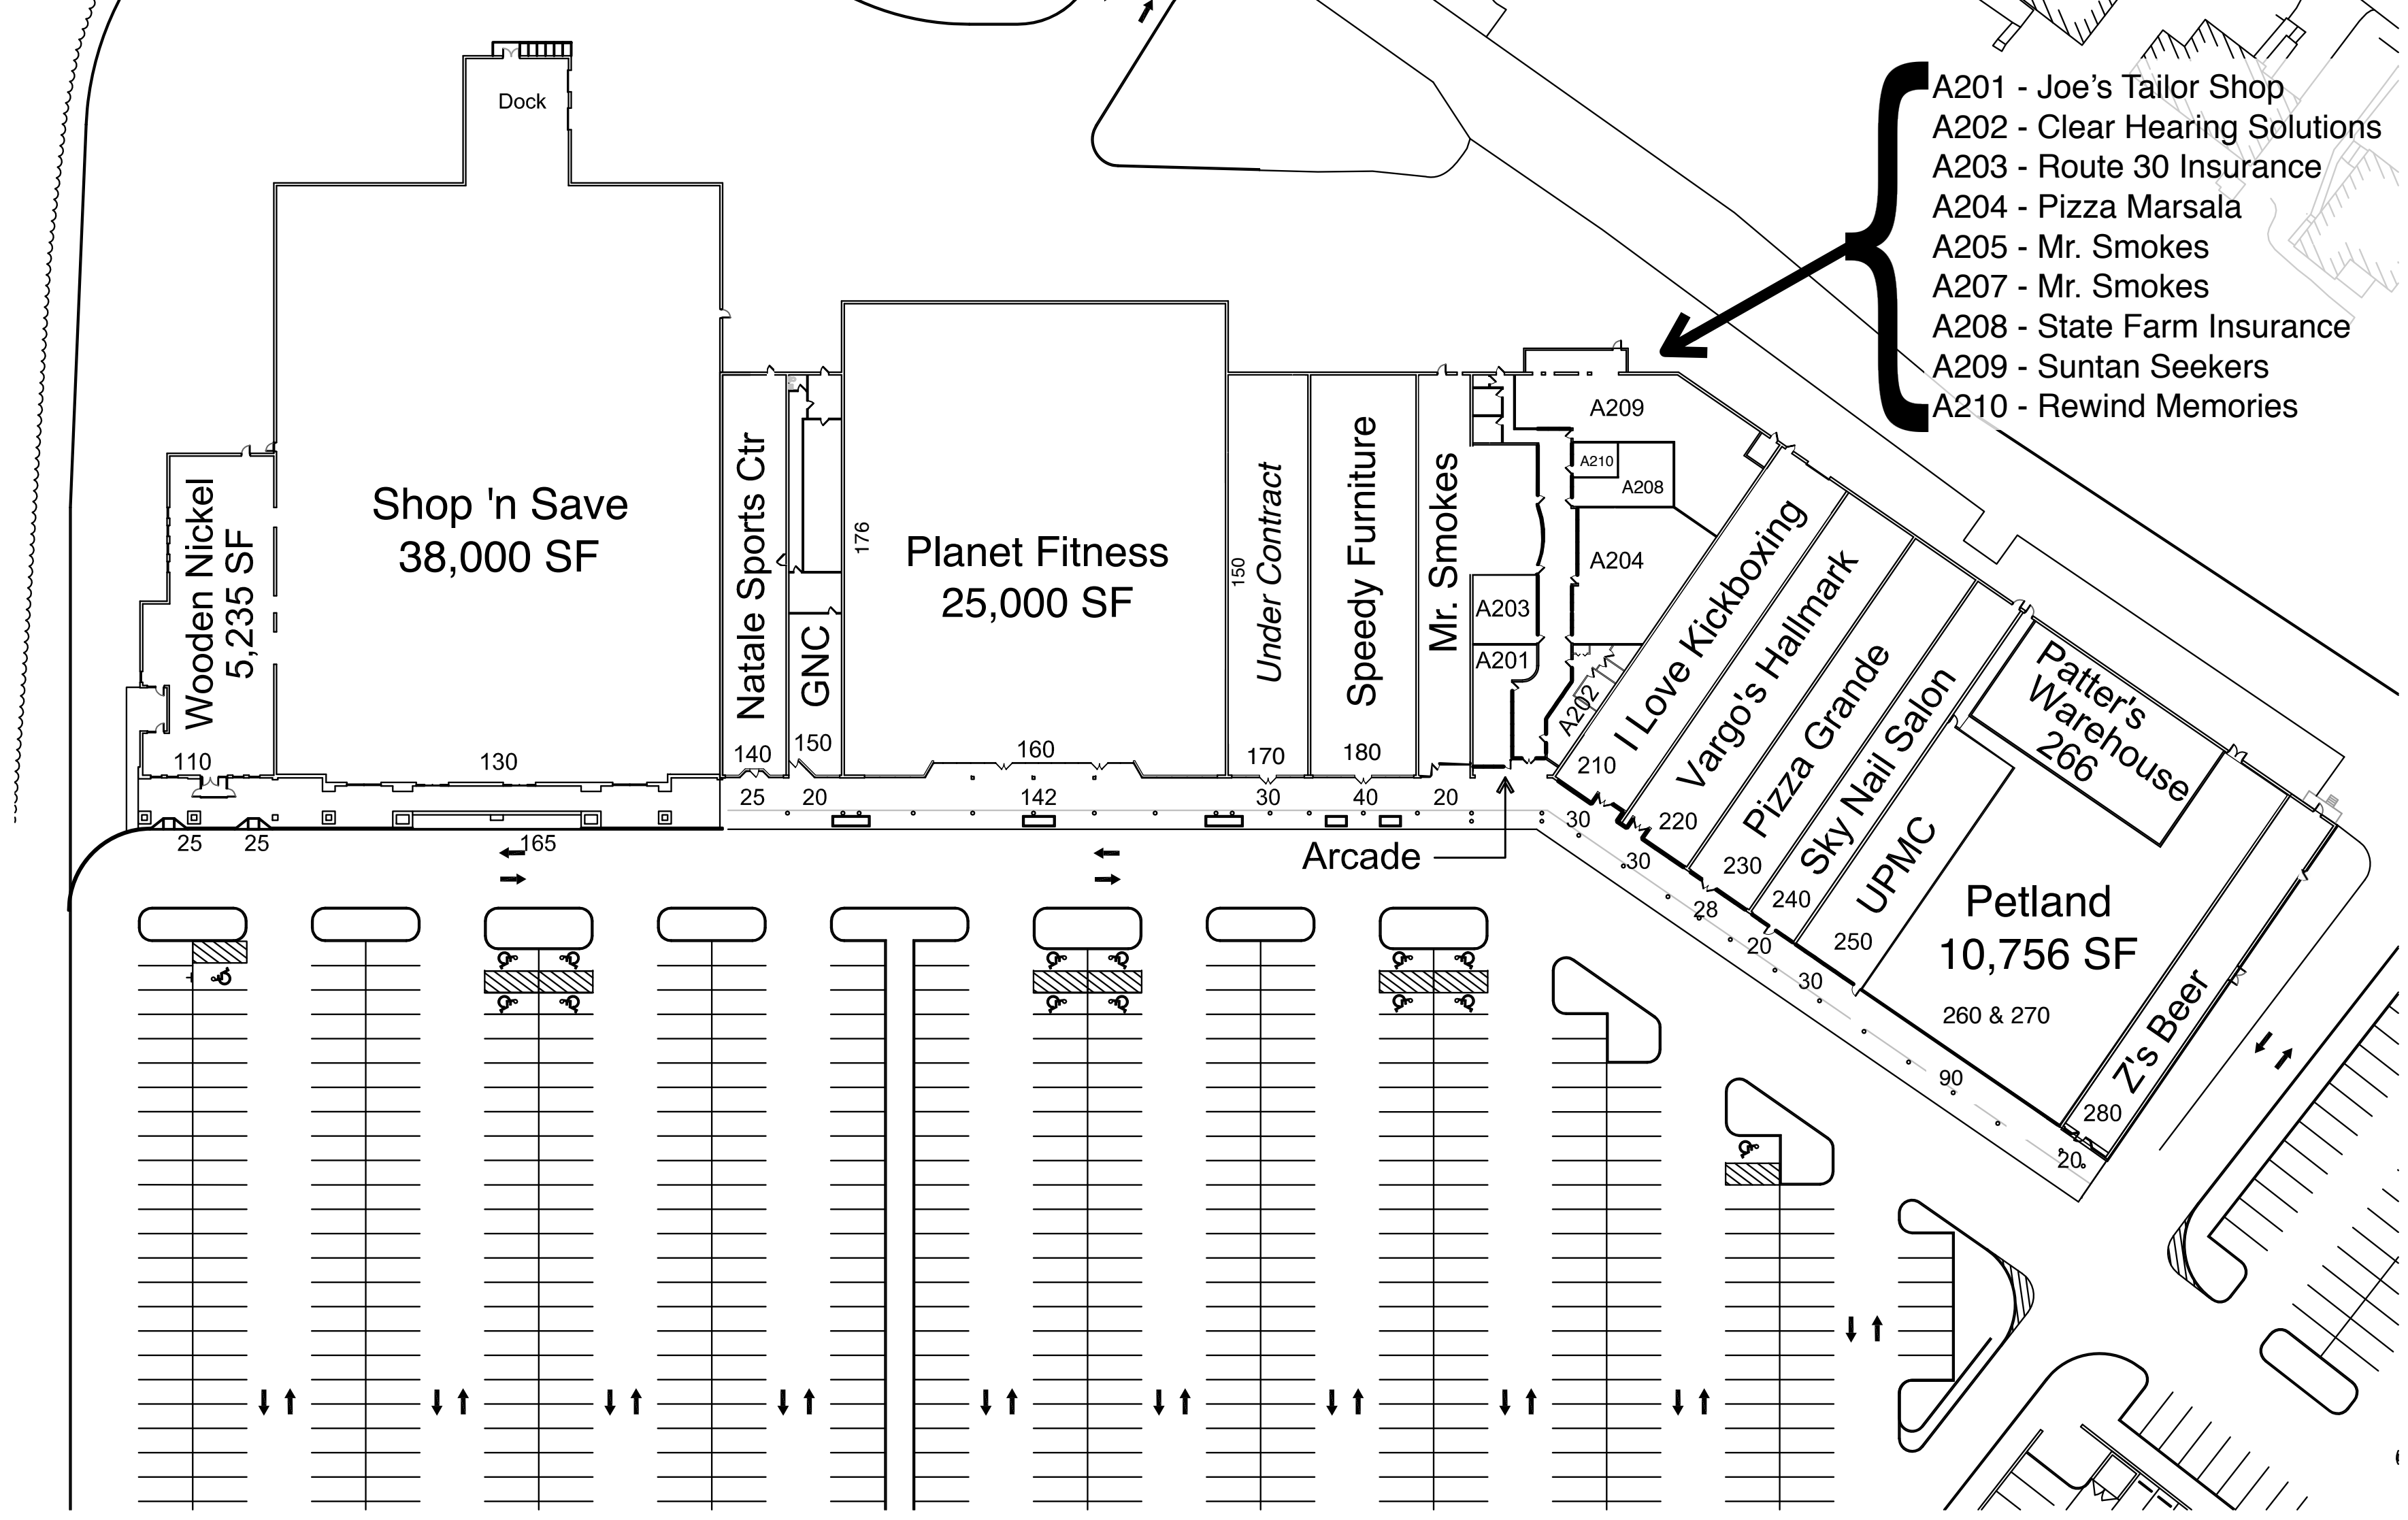 A201 - Joe’s Tailor Shop
A202 - Clear Hearing Solutions
A203 - Route 30 Insurance
A204 - Pizza Marsala
A205 - Mr. Smokes
A207 - Mr. Smokes
A208 - State Farm Insurance
A209 - Suntan Seekers
A210 - Rewind Memories
Dock
Wooden Nickel
5,235 SF
110
Shop 'n Save
38,000 SF
130
Natale Sports Ctr
140
GNC
150
176
Planet Fitness
25,000 SF
160
150
Under Contract
170
Speedy Furniture
180
Mr. Smokes
A209
A210
A208
A204
A203
A201
A202
I Love Kickboxing
210
Vargo's Hallmark
220
Pizza Grande
230
Sky Nail Salon
240
UPMC
250
Patter's
Warehouse
266
Petland
10,756 SF
260 & 270
Z's Beer
280
25
25
165
25
20
142
30
40
20
Arcade
30
30
28
20
30
90
20